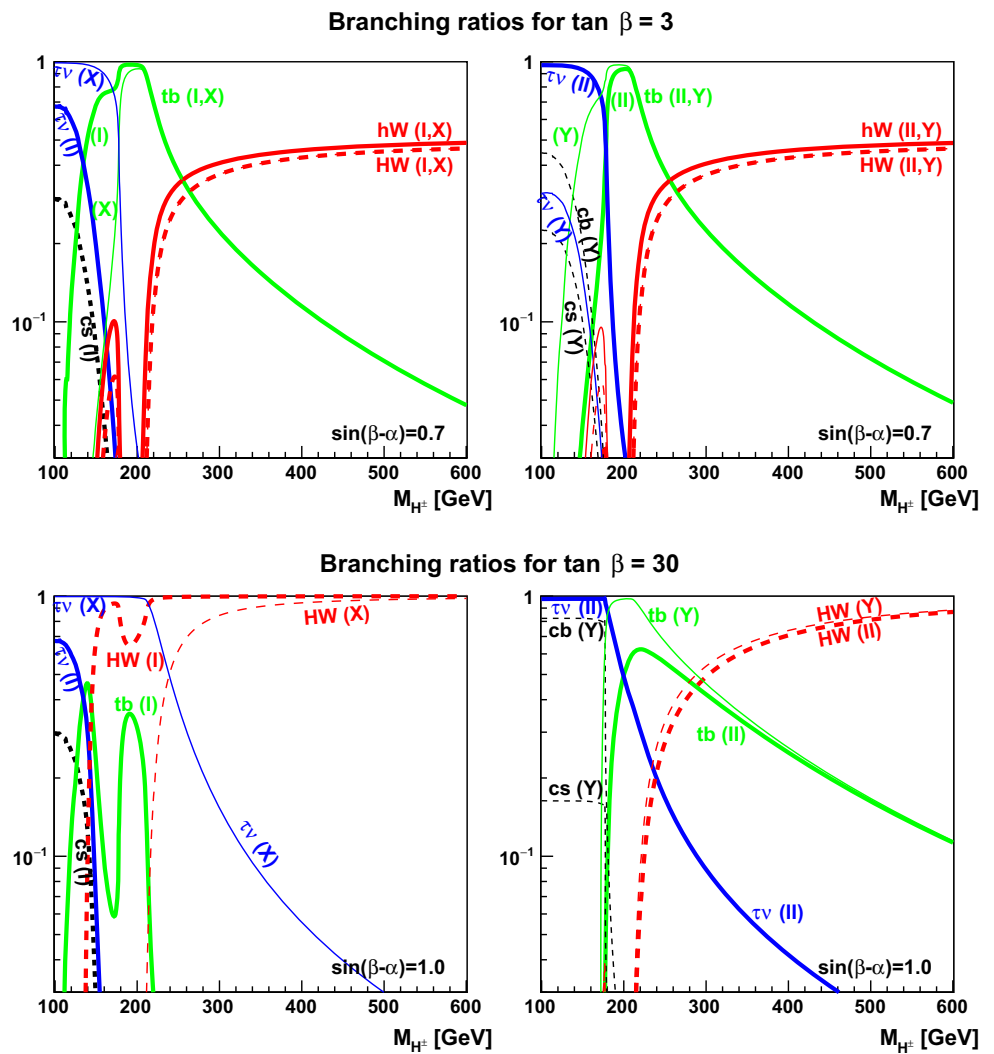 Branching ratios for tan β = 3
1
10⁻¹
τν (X)
τν (I)
cs (I)
(I)
(X)
tb (I,X)
hW (I,X)
HW (I,X)
sin(β-α)=0.7
100 200 300 400 500 600
M_H± [GeV]
1
10⁻¹
τν (II)
(Y)
(II)
tb (II,Y)
τν (Y)
cb (Y)
cs (Y)
hW (II,Y)
HW (II,Y)
sin(β-α)=0.7
100 200 300 400 500 600
M_H± [GeV]
Branching ratios for tan β = 30
1
10⁻¹
τν (X)
τν (I)
cs (I)
HW (I)
tb (I)
HW (X)
τν (X)
sin(β-α)=1.0
100 200 300 400 500 600
M_H± [GeV]
1
10⁻¹
τν (II)
cb (Y)
cs (Y)
tb (Y)
HW (Y)
HW (II)
tb (II)
τν (II)
sin(β-α)=1.0
100 200 300 400 500 600
M_H± [GeV]